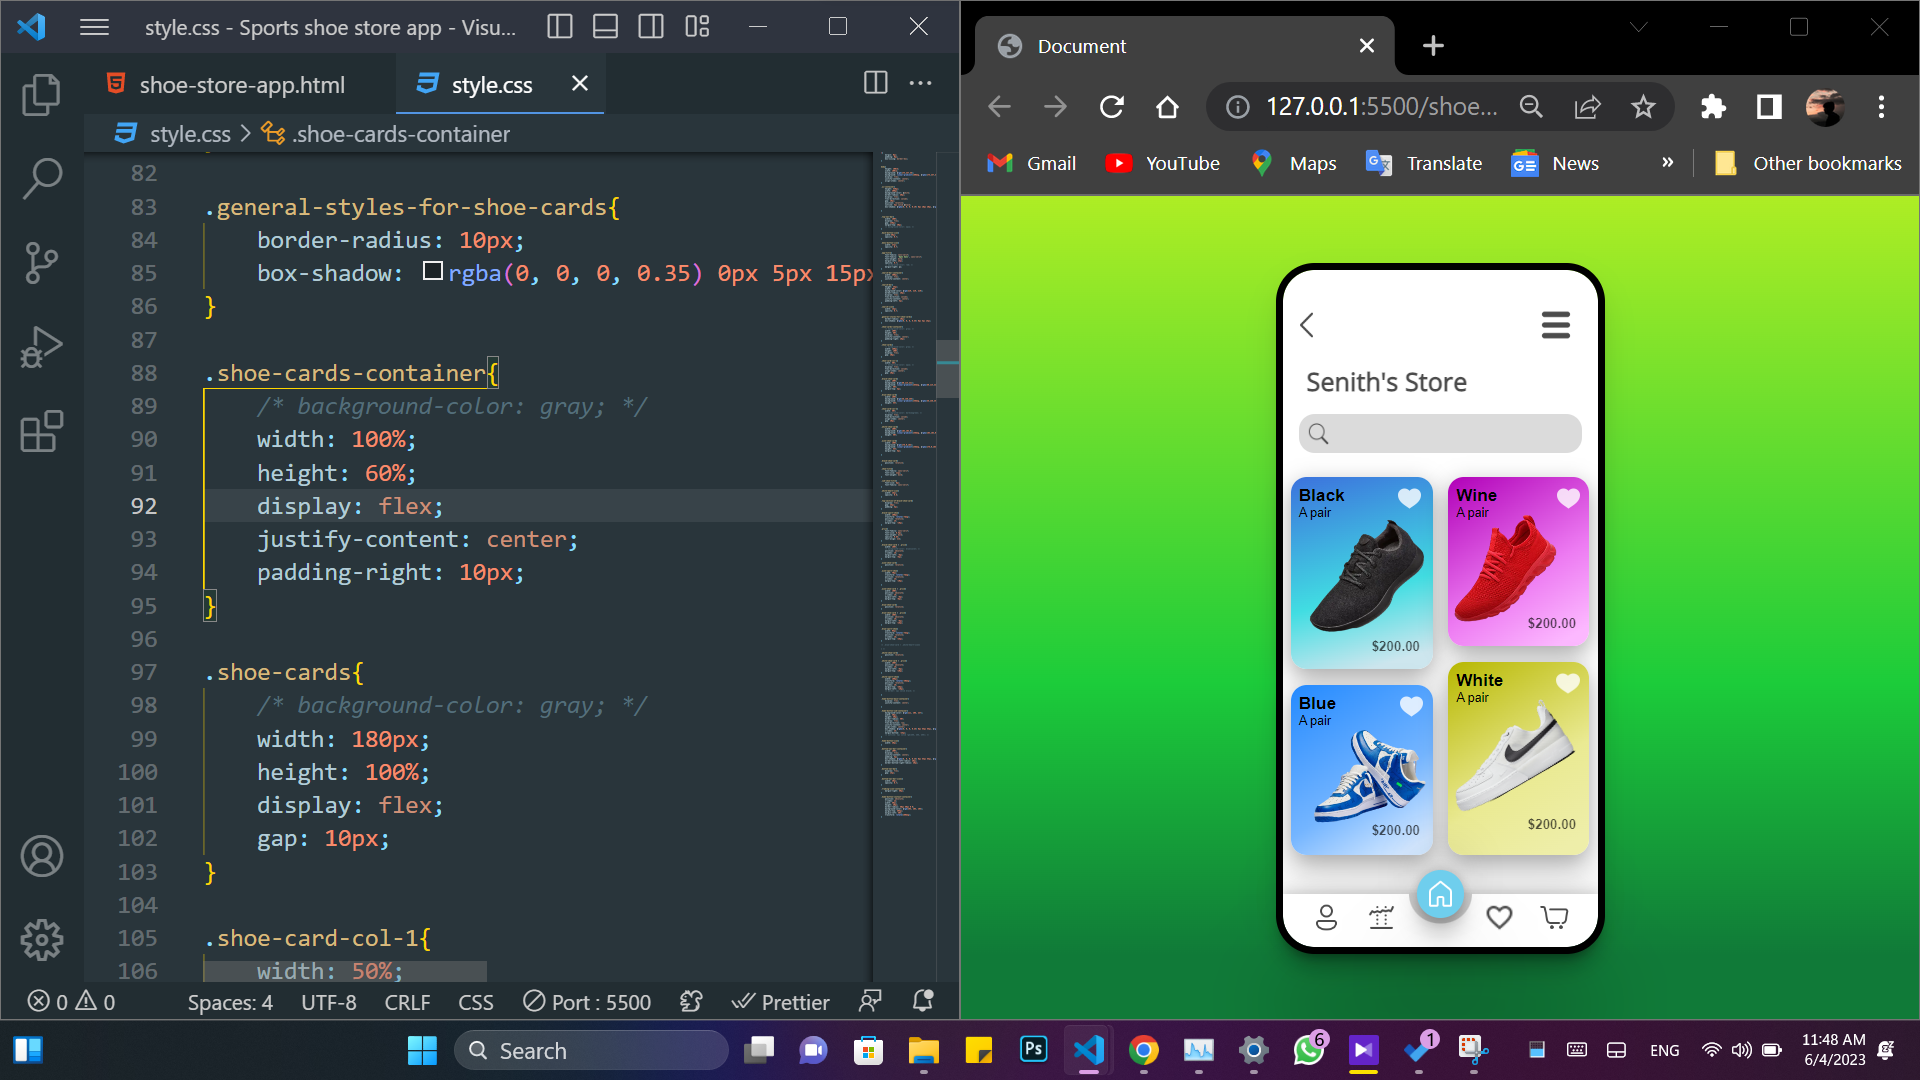 style.css - Sports shoe store app - Visu...
shoe-store-app.html
style.css
style.css > .shoe-cards-container
82
83 .general-styles-for-shoe-cards{
84 border-radius: 10px;
85 box-shadow: rgba(0, 0, 0, 0.35) 0px 5px 15px
86 }
87
88 .shoe-cards-container{
89 /* background-color: gray; */
90 width: 100%;
91 height: 60%;
92 display: flex;
93 justify-content: center;
94 padding-right: 10px;
95 }
96
97 .shoe-cards{
98 /* background-color: gray; */
99 width: 180px;
100 height: 100%;
101 display: flex;
102 gap: 10px;
103 }
104
105 .shoe-card-col-1{
106 width: 50%;
0 0 Spaces: 4 UTF-8 CRLF CSS Port : 5500 Prettier
Document
127.0.0.1:5500/shoe...
Gmail YouTube Maps Translate News » Other bookmarks
Senith's Store
Black
A pair
$200.00
Wine
A pair
$200.00
Blue
A pair
$200.00
White
A pair
$200.00
Search
Ps
6
1
ENG
11:48 AM
6/4/2023